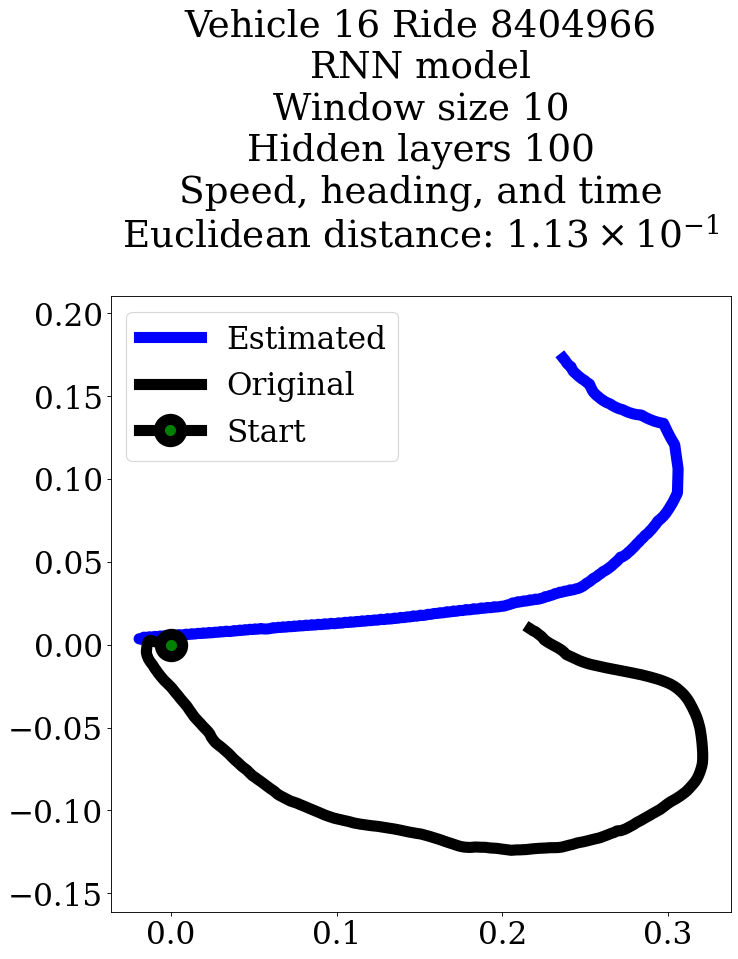 Vehicle 16 Ride 8404966
RNN model
Window size 10
Hidden layers 100
Speed, heading, and time
Euclidean distance: 1.13 × 10⁻¹
Estimated
Original
Start
0.20
0.15
0.10
0.05
0.00
−0.05
−0.10
−0.15
0.0 0.1 0.2 0.3